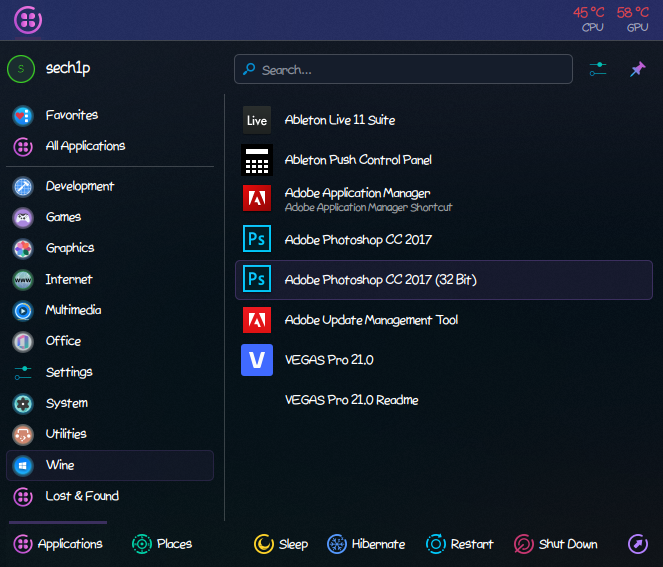 45 °C 58 °C
CPU GPU
S
sech1p
Search...
Favorites
All Applications
Development
Games
Graphics
www
Internet
Multimedia
Office
Settings
System
Utilities
Wine
Lost & Found
Live
Ableton Live 11 Suite
Ableton Push Control Panel
Adobe Application Manager
Adobe Application Manager Shortcut
Ps
Adobe Photoshop CC 2017
Ps
Adobe Photoshop CC 2017 (32 Bit)
Adobe Update Management Tool
V
VEGAS Pro 21.0
VEGAS Pro 21.0 Readme
Applications Places Sleep Hibernate Restart Shut Down